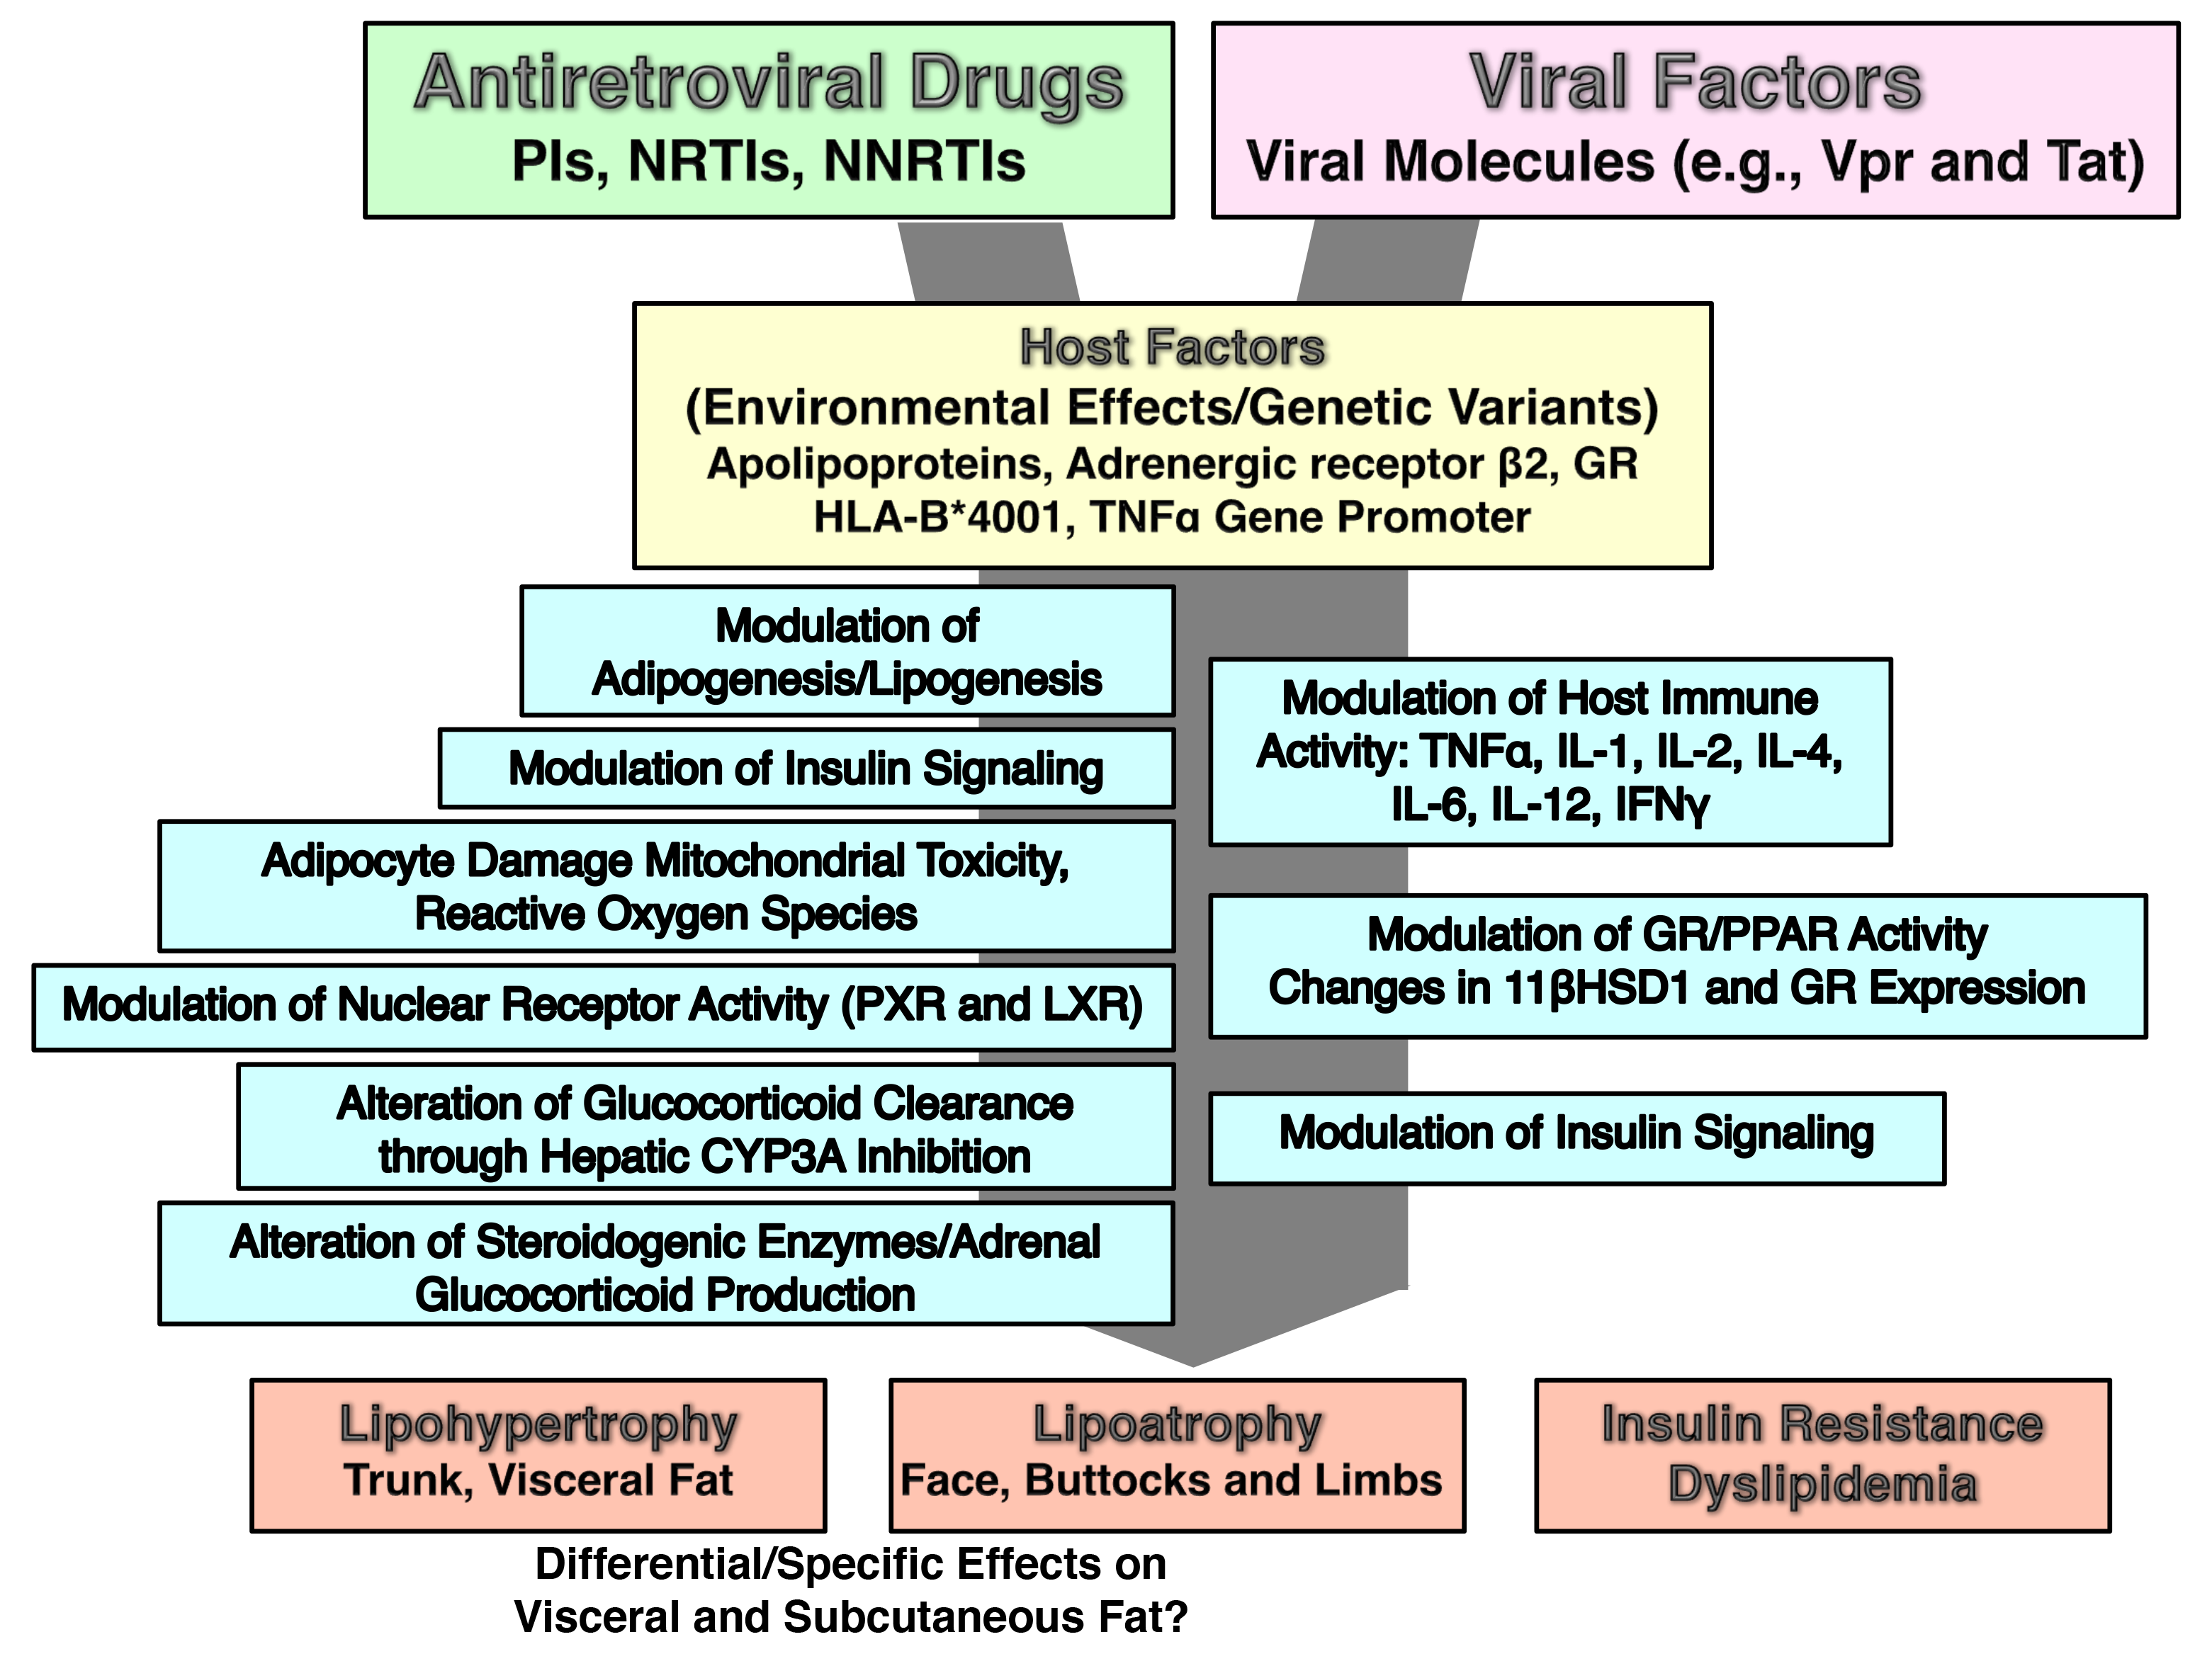 Antiretroviral Drugs
PIs, NRTIs, NNRTIs
Viral Factors
Viral Molecules (e.g., Vpr and Tat)
Host Factors
(Environmental Effects/Genetic Variants)
Apolipoproteins, Adrenergic receptor β2, GR
HLA-B*4001, TNFα Gene Promoter
Modulation of
Adipogenesis/Lipogenesis
Modulation of Insulin Signaling
Adipocyte Damage Mitochondrial Toxicity,
Reactive Oxygen Species
Modulation of Nuclear Receptor Activity (PXR and LXR)
Alteration of Glucocorticoid Clearance
through Hepatic CYP3A Inhibition
Alteration of Steroidogenic Enzymes/Adrenal
Glucocorticoid Production
Modulation of Host Immune
Activity: TNFα, IL-1, IL-2, IL-4,
IL-6, IL-12, IFNγ
Modulation of GR/PPAR Activity
Changes in 11βHSD1 and GR Expression
Modulation of Insulin Signaling
Lipohypertrophy
Trunk, Visceral Fat
Lipoatrophy
Face, Buttocks and Limbs
Insulin Resistance
Dyslipidemia
Differential/Specific Effects on
Visceral and Subcutaneous Fat?